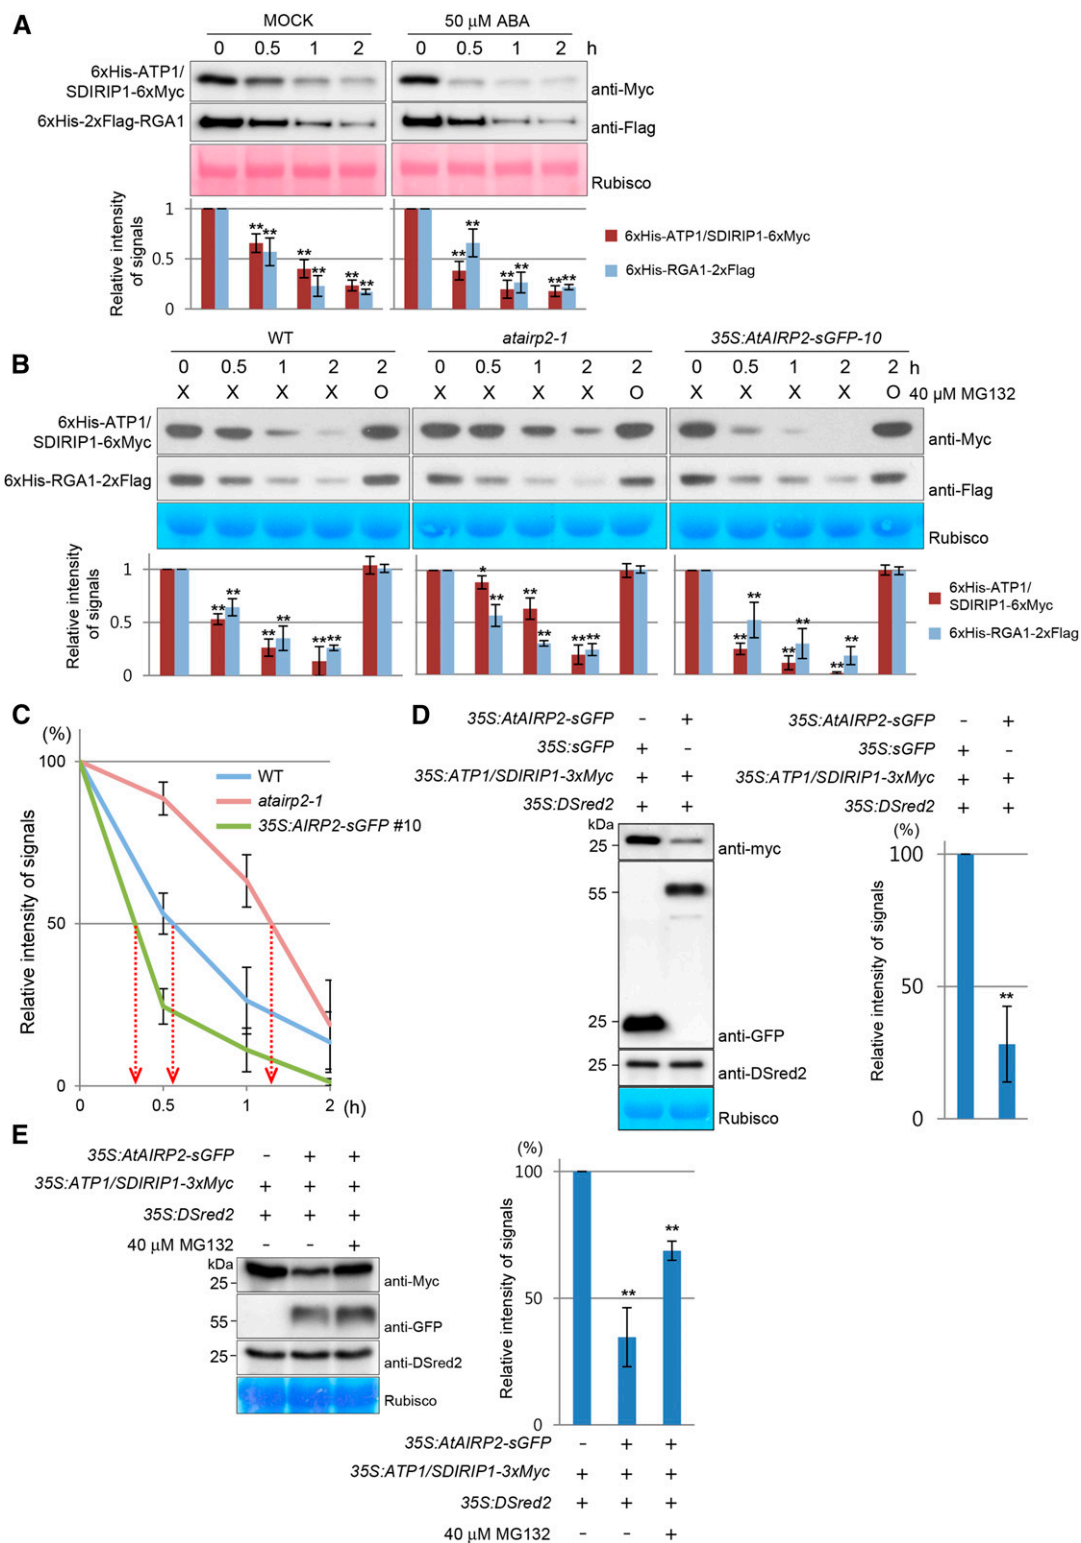 A
MOCK
50 μM ABA
0 0.5 1 2 0 0.5 1 2 h
6xHis-ATP1/
SDIRIP1-6xMyc
anti-Myc
6xHis-2xFlag-RGA1
anti-Flag
Rubisco
Relative intensity
of signals
1
0.5
0
** ** ** ** ** **
** ** ** ** ** **
6xHis-ATP1/SDIRIP1-6xMyc
6xHis-RGA1-2xFlag
B
WT
atairp2-1
35S:AtAIRP2-sGFP-10
0 0.5 1 2 2 0 0.5 1 2 2 0 0.5 1 2 2 h
X X X X O X X X X O X X X X O 40 μM MG132
6xHis-ATP1/
SDIRIP1-6xMyc
anti-Myc
6xHis-RGA1-2xFlag
anti-Flag
Rubisco
Relative intensity
of signals
1
0.5
0
** ** ** ** ** **
* ** ** ** ** **
** ** ** ** ** **
6xHis-ATP1/
SDIRIP1-6xMyc
6xHis-RGA1-2xFlag
C
(%)
100
50
0
Relative intensity of signals
WT
atairp2-1
35S:AIRP2-sGFP #10
0 0.5 1 2 (h)
D
35S:AtAIRP2-sGFP - +
35S:sGFP + -
35S:ATP1/SDIRIP1-3xMyc + +
35S:DSred2 + +
kDa
25
anti-myc
55
25
anti-GFP
25
anti-DSred2
Rubisco
35S:AtAIRP2-sGFP - +
35S:sGFP + -
35S:ATP1/SDIRIP1-3xMyc + +
35S:DSred2 + +
(%)
100
50
0
Relative intensity of signals
**
E
35S:AtAIRP2-sGFP - + +
35S:ATP1/SDIRIP1-3xMyc + + +
35S:DSred2 + + +
40 μM MG132 - - +
kDa
25
anti-Myc
55
anti-GFP
25
anti-DSred2
Rubisco
(%)
100
50
0
Relative intensity of signals
**
**
35S:AtAIRP2-sGFP - + +
35S:ATP1/SDIRIP1-3xMyc + + +
35S:DSred2 + + +
40 μM MG132 - - +